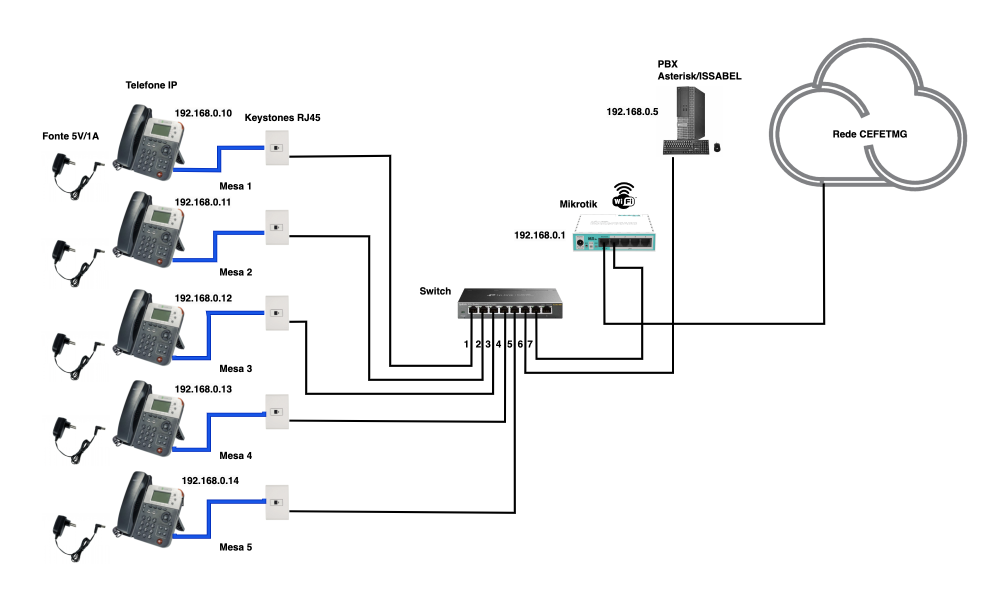 PBX
Asterisk/ISSABEL
Telefone IP
192.168.0.10
192.168.0.5
Keystones RJ45
Fonte 5V/1A
Rede CEFETMG
Mesa 1
192.168.0.11
WiFi
Mikrotik
192.168.0.1
Mesa 2
Switch
192.168.0.12
1 2 3 4 5 6 7
Mesa 3
192.168.0.13
Mesa 4
192.168.0.14
Mesa 5